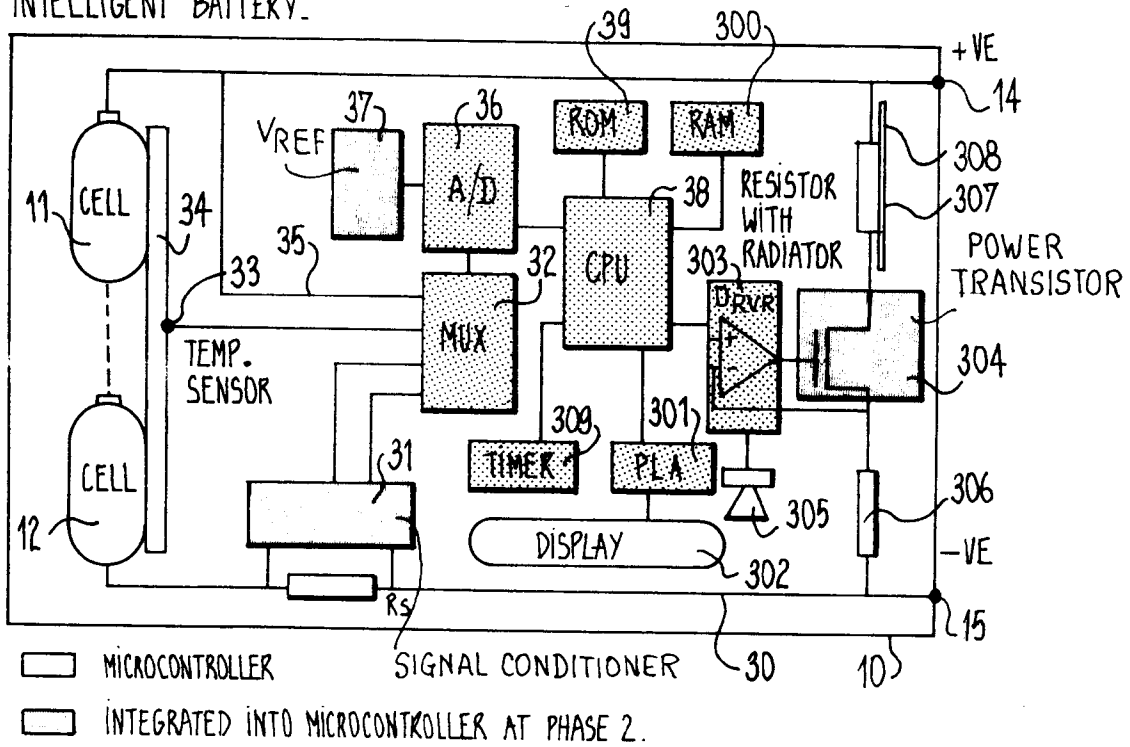 INTELLIGENT BATTERY.
39
300
+VE
14
37
36
ROM
RAM
VREF
A/D
38
RESISTOR
WITH
RADIATOR
308
307
11
CELL
34
33
35
32
CPU
303
DRVR
POWER
TRANSISTOR
MUX
+
-
304
TEMP.
SENSOR
309
301
CELL
31
TIMER
PLA
306
12
305
-VE
DISPLAY
302
Rs
15
MICROCONTROLLER
SIGNAL CONDITIONER
30
10
INTEGRATED INTO MICROCONTROLLER AT PHASE 2.